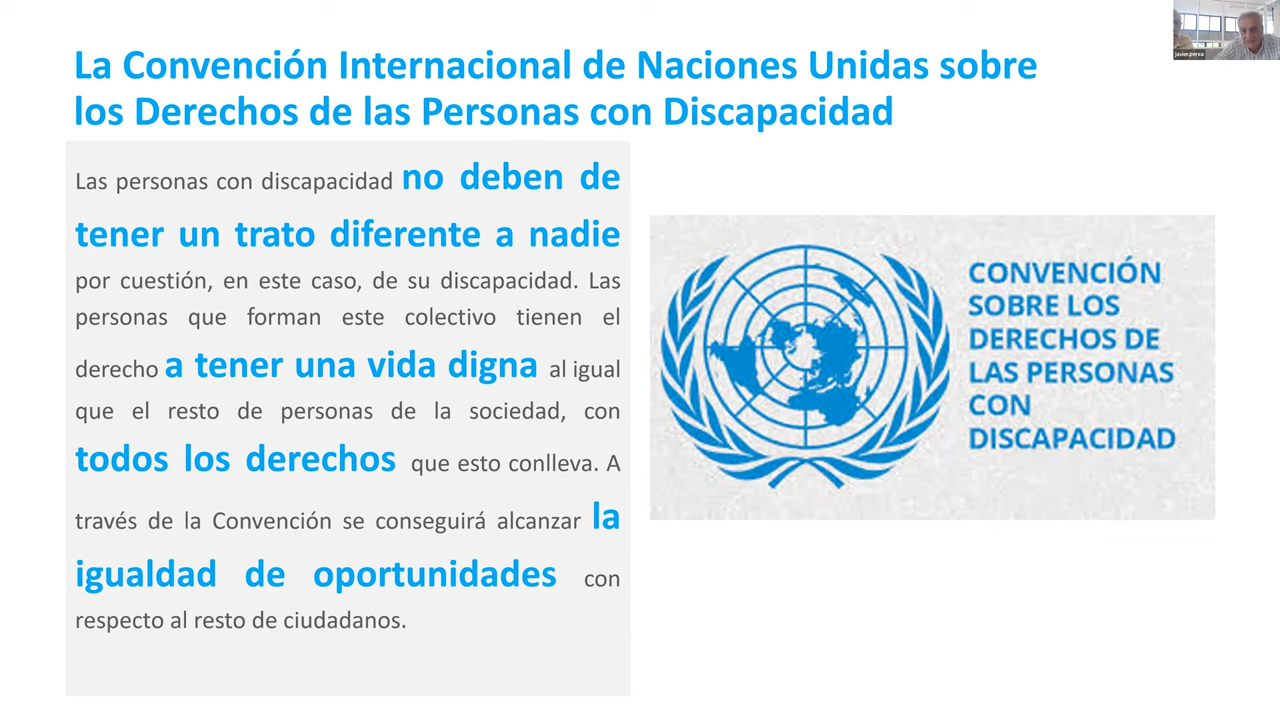 La Convención Internacional de Naciones Unidas sobre
los Derechos de las Personas con Discapacidad
Las personas con discapacidad no deben de
tener un trato diferente a nadie
por cuestión, en este caso, de su discapacidad. Las
personas que forman este colectivo tienen el
derecho a tener una vida digna al igual
que el resto de personas de la sociedad, con
todos los derechos que esto conlleva. A
través de la Convención se conseguirá alcanzar la
igualdad de oportunidades con
respecto al resto de ciudadanos.
CONVENCIÓN
SOBRE LOS
DERECHOS DE
LAS PERSONAS
CON
DISCAPACIDAD
javier.perea